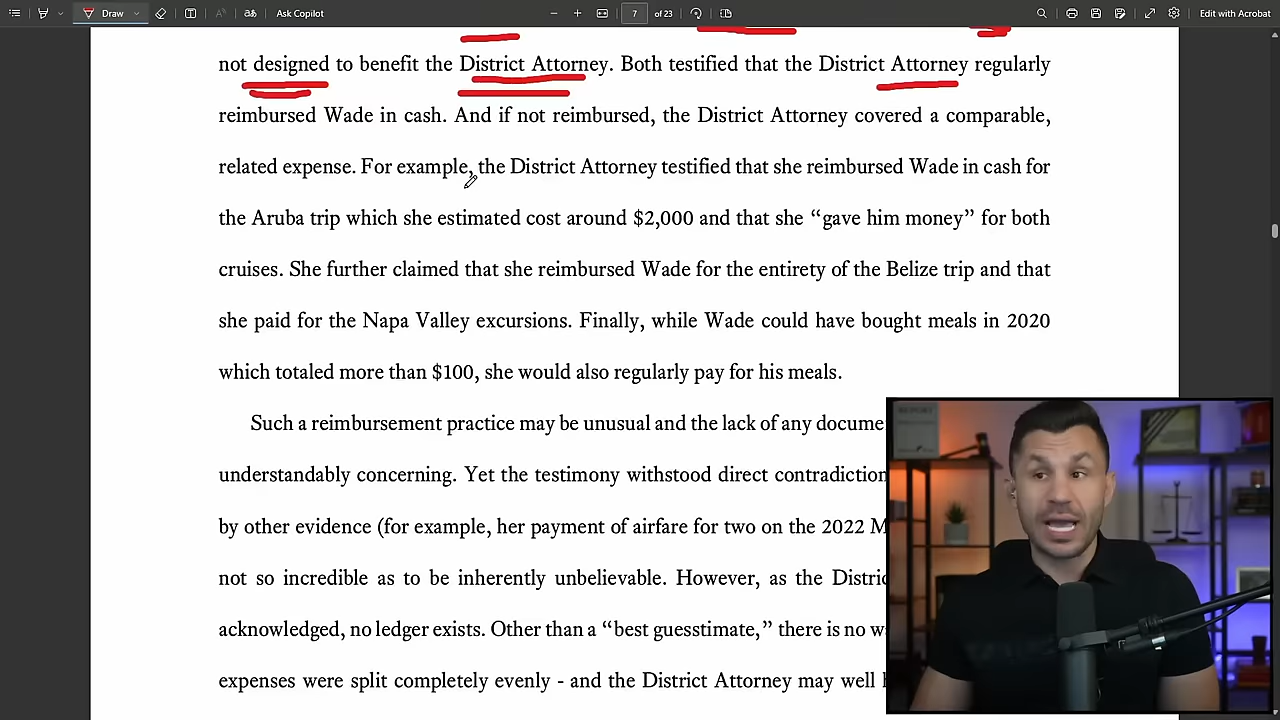 Draw
Ask Copilot
7 of 23
Edit with Acrobat
not designed to benefit the District Attorney. Both testified that the District Attorney regularly
reimbursed Wade in cash. And if not reimbursed, the District Attorney covered a comparable,
related expense. For example, the District Attorney testified that she reimbursed Wade in cash for
the Aruba trip which she estimated cost around $2,000 and that she “gave him money” for both
cruises. She further claimed that she reimbursed Wade for the entirety of the Belize trip and that
she paid for the Napa Valley excursions. Finally, while Wade could have bought meals in 2020
which totaled more than $100, she would also regularly pay for his meals.
Such a reimbursement practice may be unusual and the lack of any docume
understandably concerning. Yet the testimony withstood direct contradiction
by other evidence (for example, her payment of airfare for two on the 2022 M
not so incredible as to be inherently unbelievable. However, as the Distric
acknowledged, no ledger exists. Other than a “best guesstimate,” there is no w
expenses were split completely evenly - and the District Attorney may well